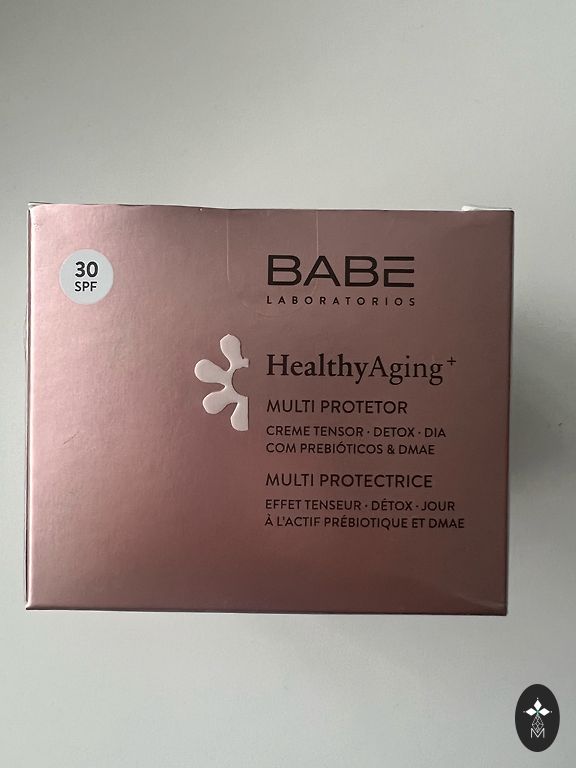 30
SPF
BABE
LABORATORIOS
HealthyAging+
MULTI PROTETOR
CREME TENSOR · DETOX · DIA
COM PREBIÓTICOS & DMAE
MULTI PROTECTRICE
EFFET TENSEUR · DÉTOX · JOUR
À L'ACTIF PRÉBIOTIQUE ET DMAE